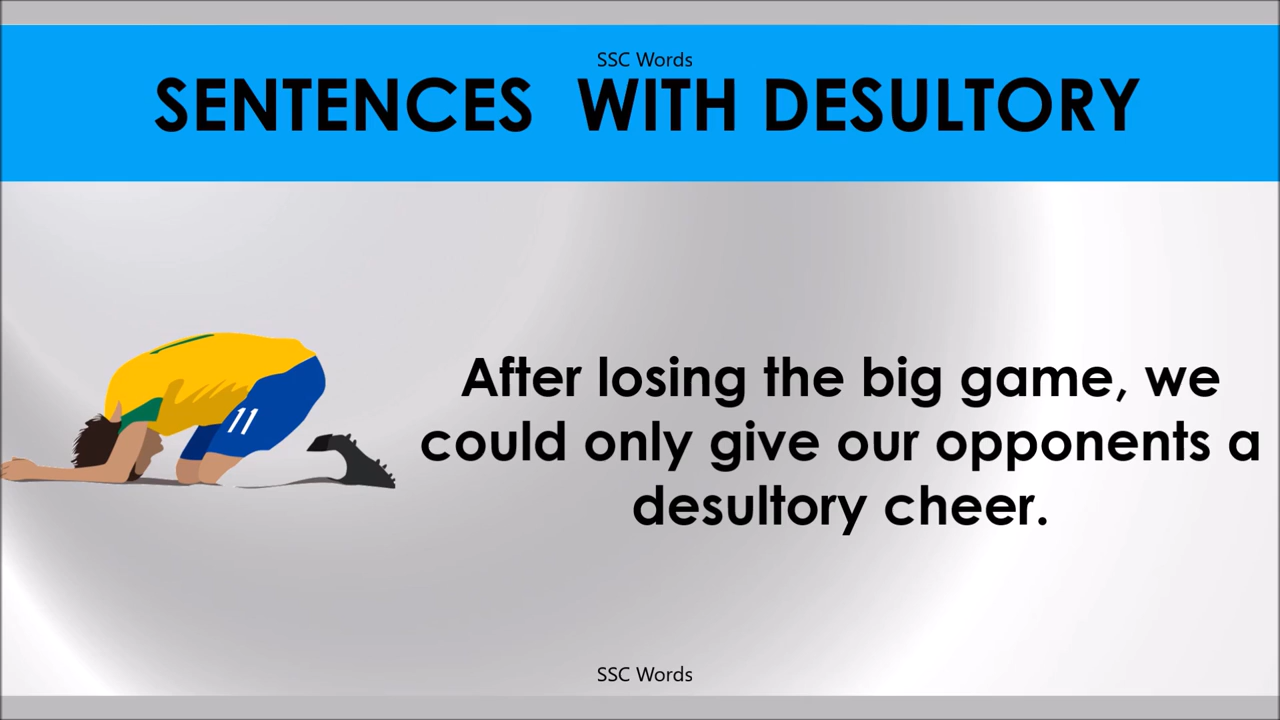 SSC Words
SENTENCES WITH DESULTORY
11
After losing the big game, we
could only give our opponents a
desultory cheer.
SSC Words